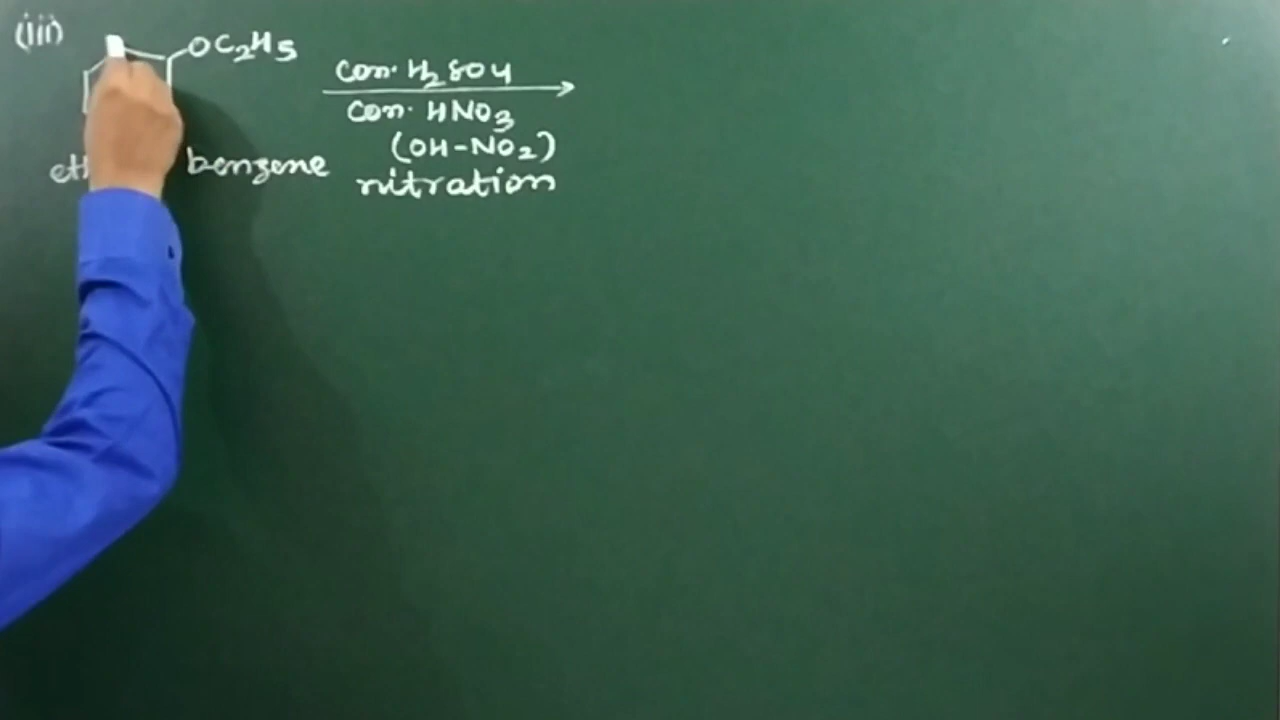 (iii)
OC2H5
con. H2SO4
con. HNO3
(OH-NO2)
benzene
nitration